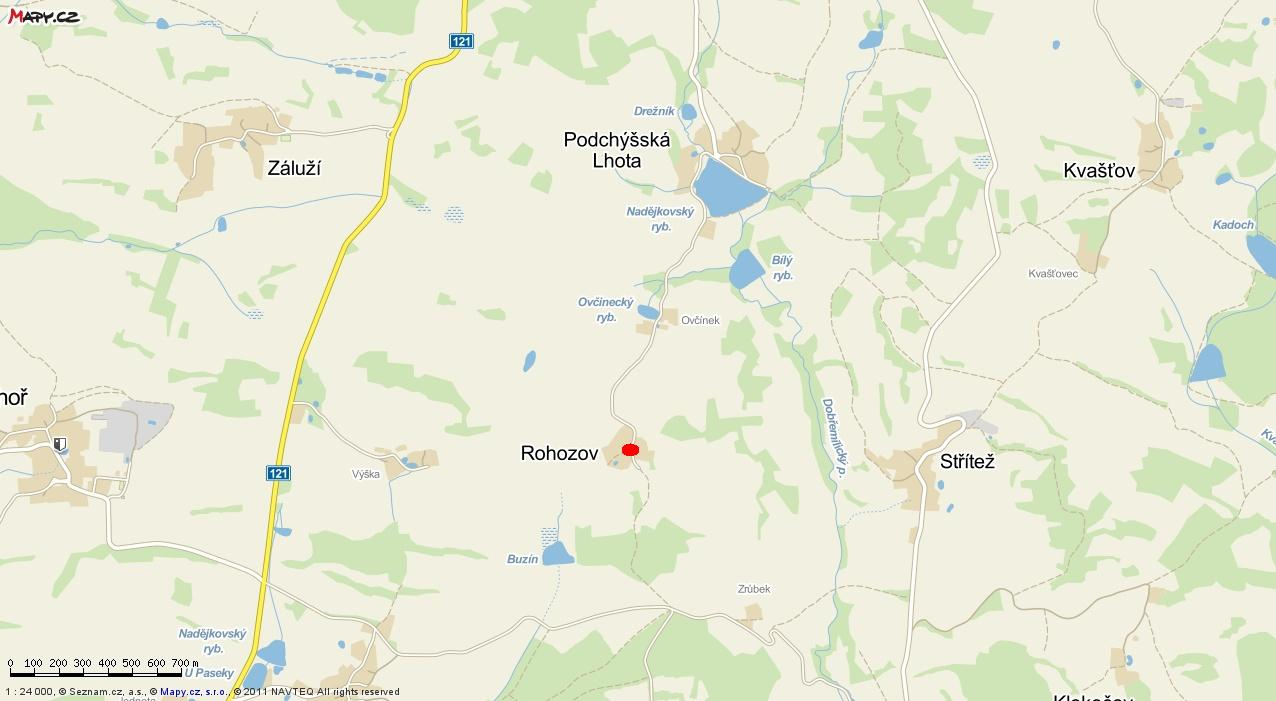 Mapy.cz
121
Drežník
Podchýšská
Lhota
Záluží
Kvašťov
Nadějkovský
ryb.
Kadoch
Bílý
ryb.
Kvašťovec
Ovčinecký
ryb.
Ovčínek
hoř
Dobřemilický p.
Rohozov
Střítež
121
Výška
Buzín
Zrůbek
Nadějkovský
ryb.
0 100 200 300 400 500 600 700 m
U Paseky
1 : 24 000, © Seznam.cz, a.s., © Mapy.cz, s.r.o., © 2011 NAVTEQ All rights reserved